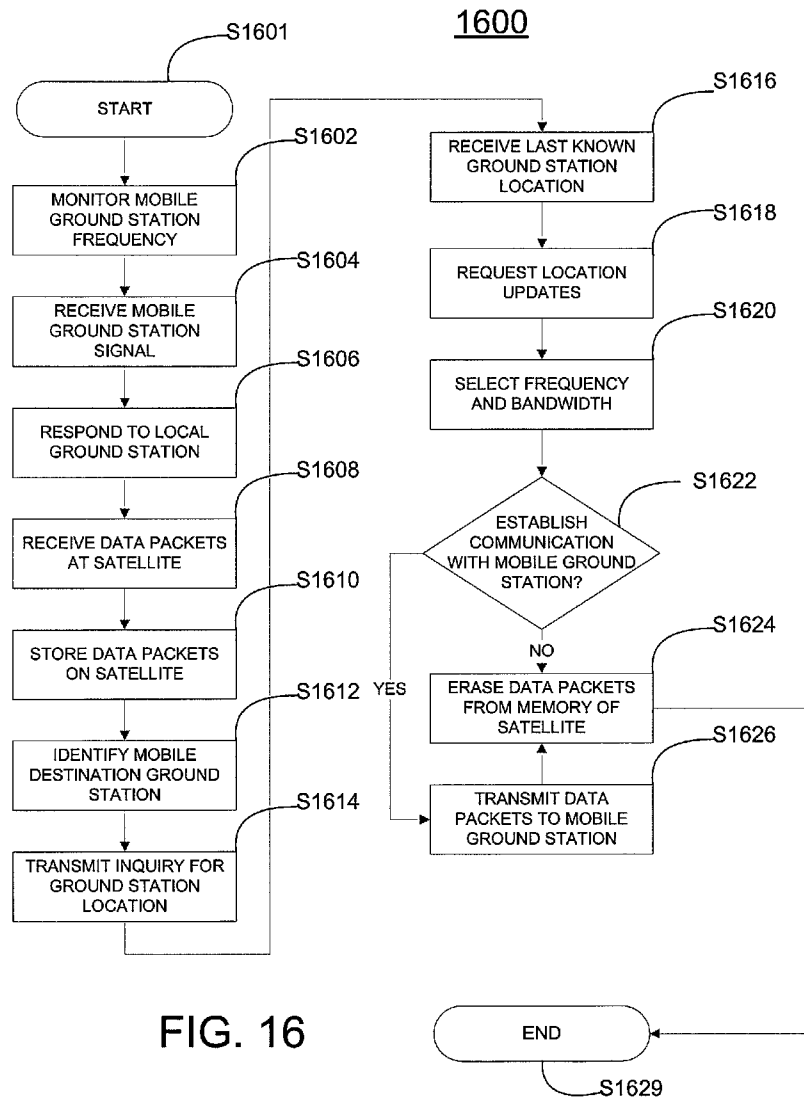 1600
S1601
START
S1602
MONITOR MOBILE
GROUND STATION
FREQUENCY
S1604
RECEIVE MOBILE
GROUND STATION
SIGNAL
S1606
RESPOND TO LOCAL
GROUND STATION
S1608
RECEIVE DATA PACKETS
AT SATELLITE
S1610
STORE DATA PACKETS
ON SATELLITE
S1612
IDENTIFY MOBILE
DESTINATION GROUND
STATION
S1614
TRANSMIT INQUIRY FOR
GROUND STATION
LOCATION
S1616
RECEIVE LAST KNOWN
GROUND STATION
LOCATION
S1618
REQUEST LOCATION
UPDATES
S1620
SELECT FREQUENCY
AND BANDWIDTH
S1622
ESTABLISH
COMMUNICATION
WITH MOBILE GROUND
STATION?
NO
YES
S1624
ERASE DATA PACKETS
FROM MEMORY OF
SATELLITE
S1626
TRANSMIT DATA
PACKETS TO MOBILE
GROUND STATION
END
S1629
FIG. 16